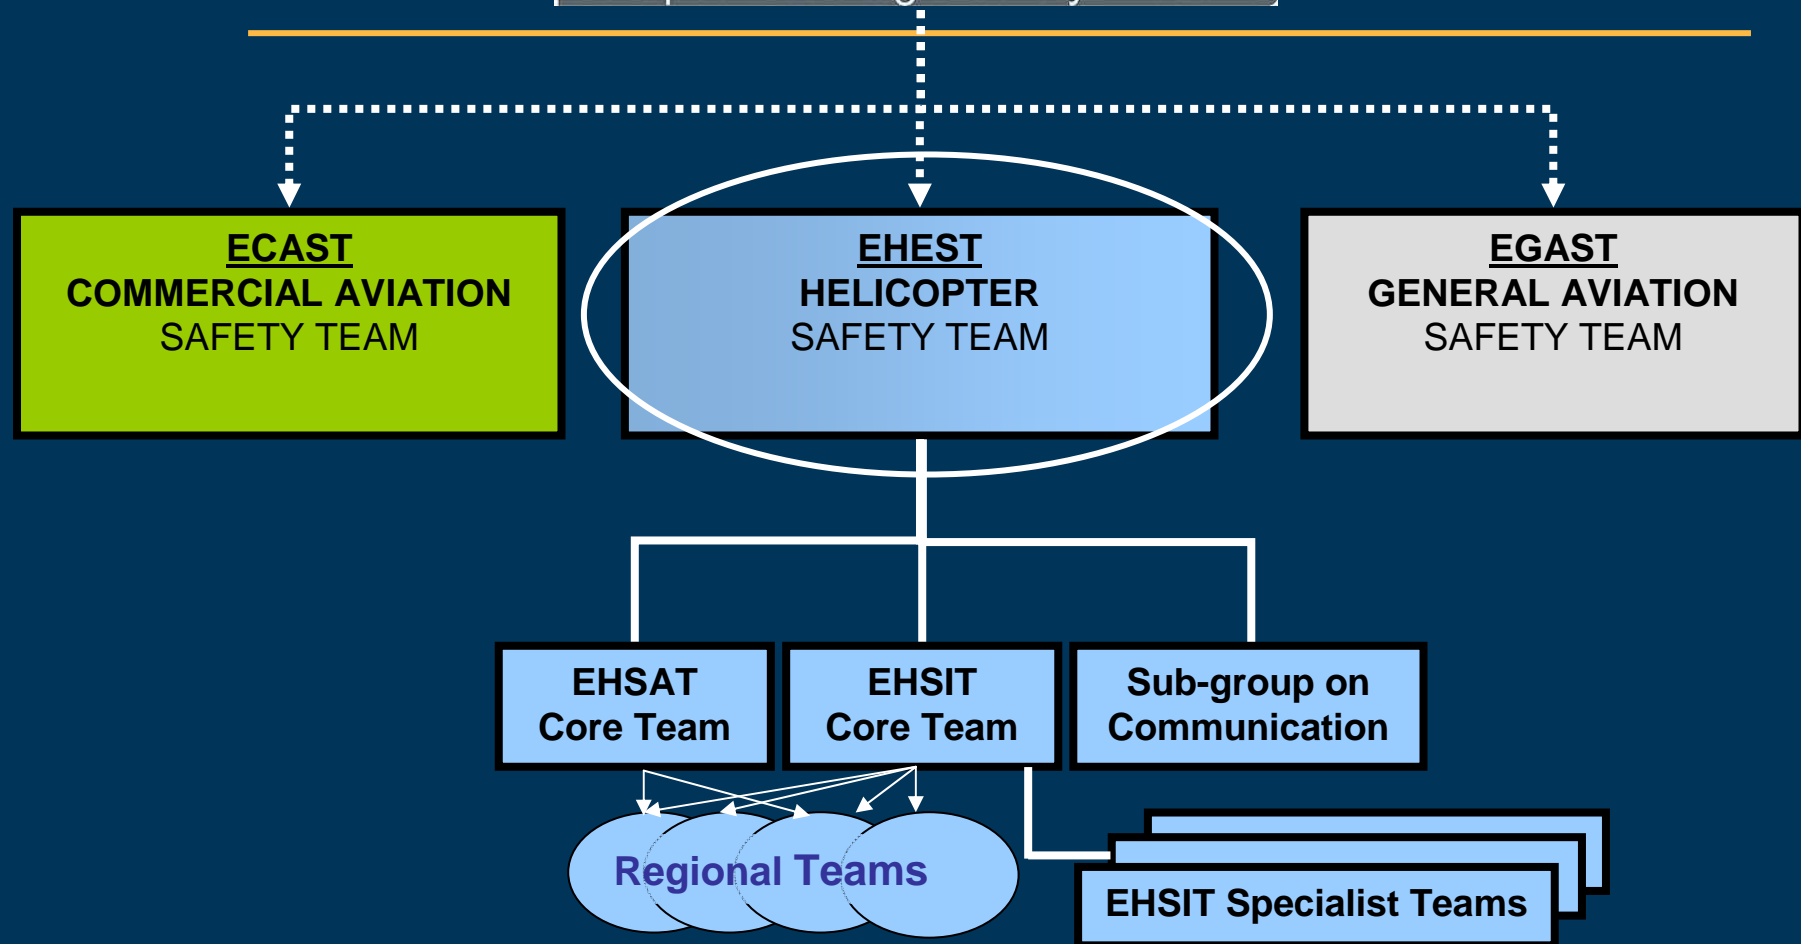 ECAST
COMMERCIAL AVIATION
SAFETY TEAM
EHEST
HELICOPTER
SAFETY TEAM
EGAST
GENERAL AVIATION
SAFETY TEAM
EHSAT
Core Team
EHSIT
Core Team
Sub-group on
Communication
Regional Teams
EHSIT Specialist Teams